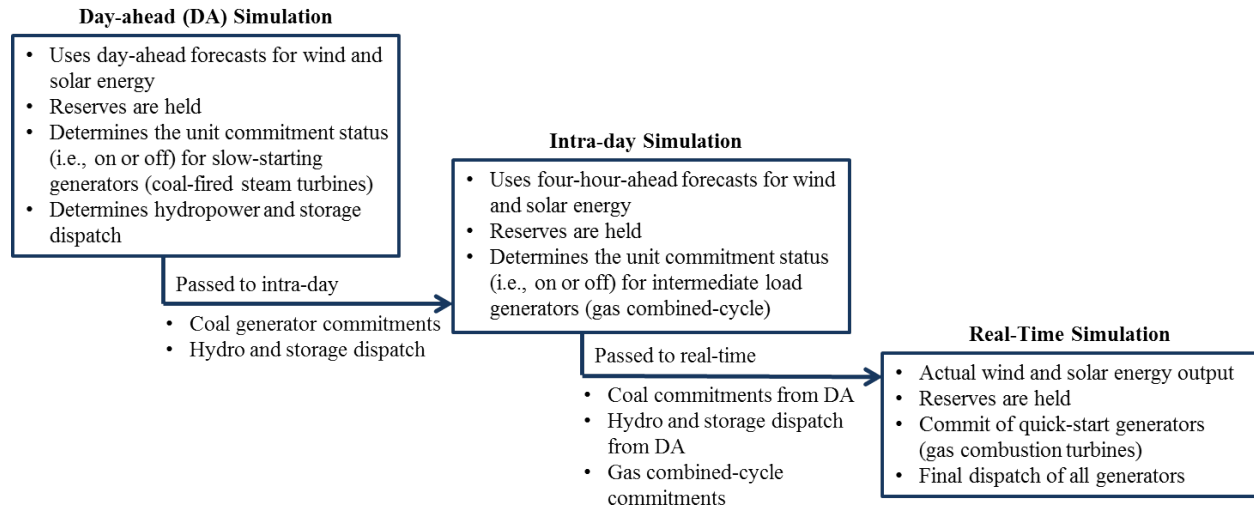 Day-ahead (DA) Simulation
• Uses day-ahead forecasts for wind and
solar energy
• Reserves are held
• Determines the unit commitment status
(i.e., on or off) for slow-starting
generators (coal-fired steam turbines)
• Determines hydropower and storage
dispatch
Passed to intra-day
• Coal generator commitments
• Hydro and storage dispatch
Intra-day Simulation
• Uses four-hour-ahead forecasts for wind
and solar energy
• Reserves are held
• Determines the unit commitment status
(i.e., on or off) for intermediate load
generators (gas combined-cycle)
Passed to real-time
• Coal commitments from DA
• Hydro and storage dispatch
from DA
• Gas combined-cycle
commitments
Real-Time Simulation
• Actual wind and solar energy output
• Reserves are held
• Commit of quick-start generators
(gas combustion turbines)
• Final dispatch of all generators